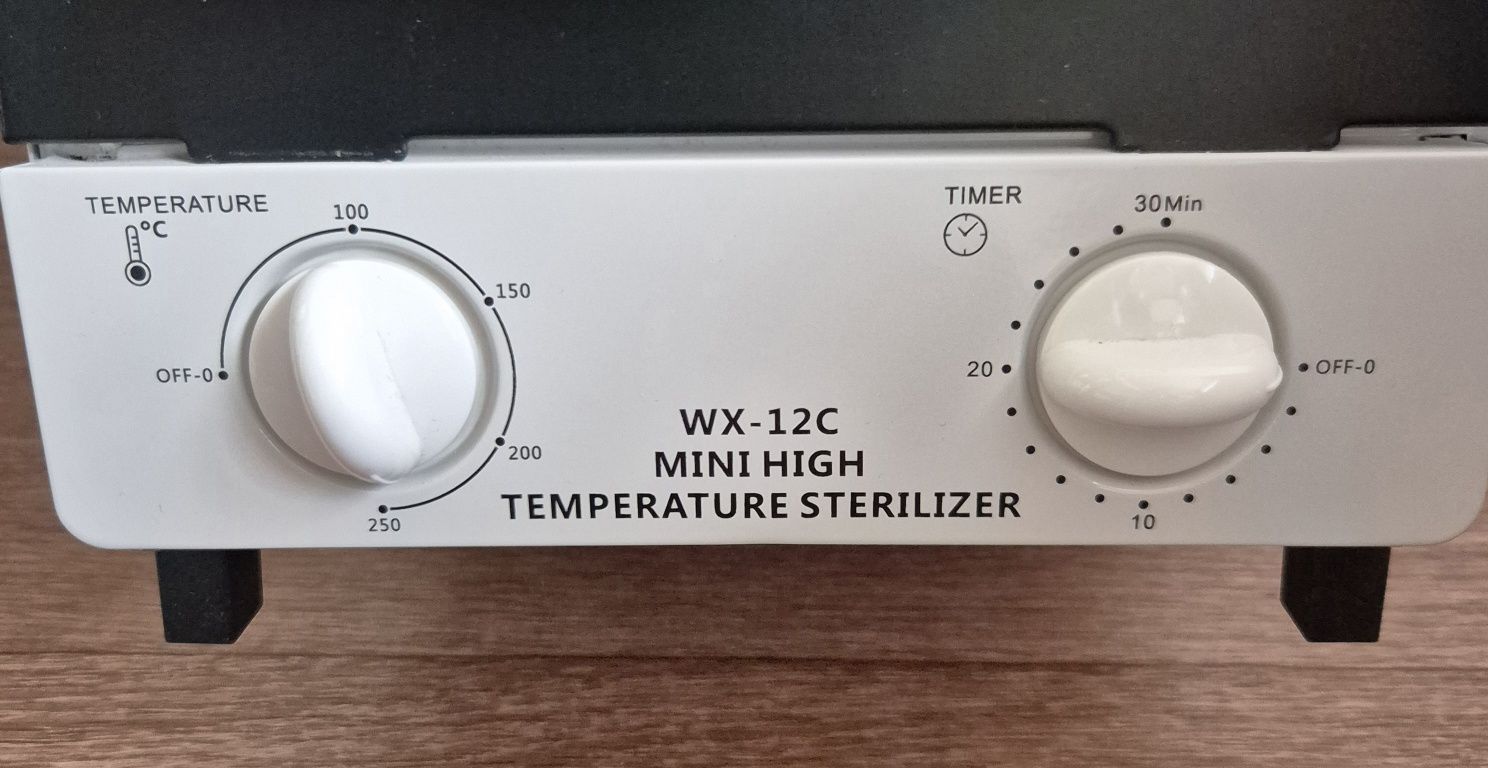 TEMPERATURE
°C
100
150
OFF-0
200
250
WX-12C
MINI HIGH
TEMPERATURE STERILIZER
TIMER
30Min
20
OFF-0
10